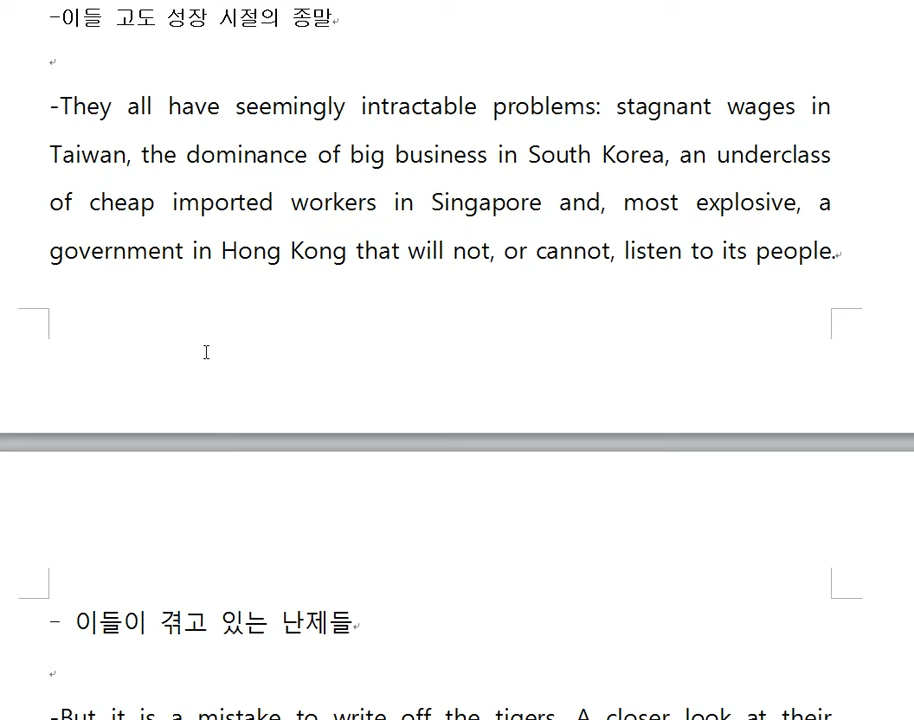 -이들 고도 성장 시절의 종말
-They all have seemingly intractable problems: stagnant wages in
Taiwan, the dominance of big business in South Korea, an underclass
of cheap imported workers in Singapore and, most explosive, a
government in Hong Kong that will not, or cannot, listen to its people.
- 이들이 겪고 있는 난제들
-But it is a mistake to write off the tigers. A closer look at their